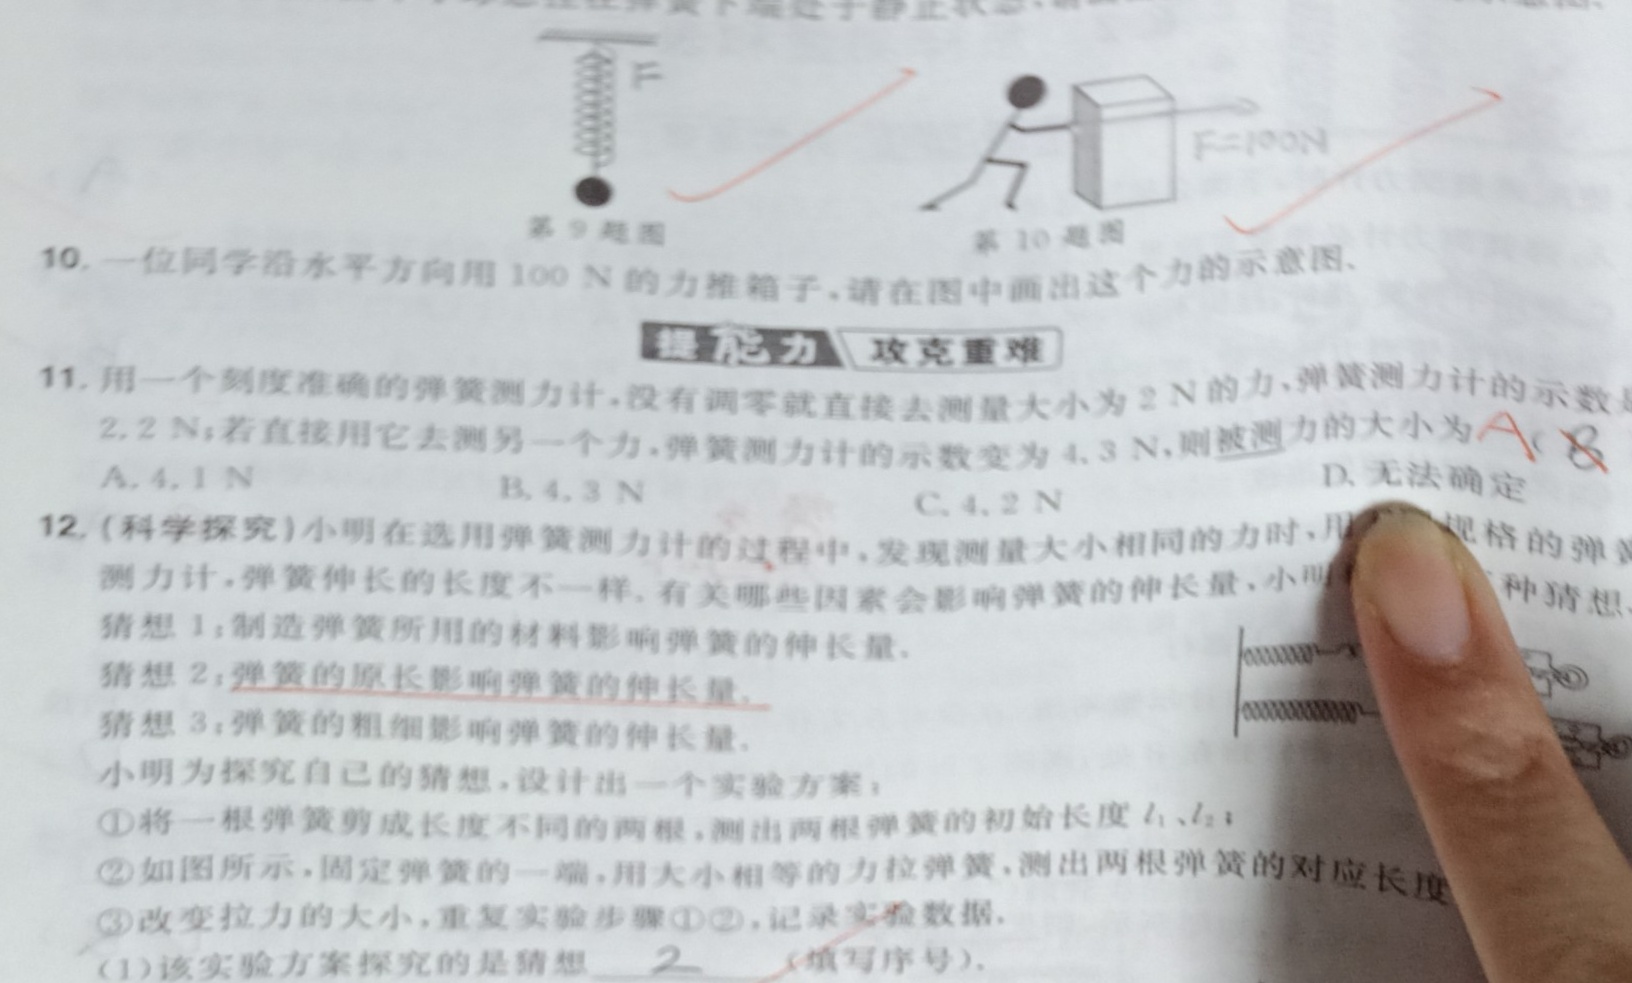 弹簧下端处于静止状态,
F
F=100N
第9题图
第10题图
10. 一位同学沿水平方向用 100 N 的力推箱子,请在图中画出这个力的示意图.
提能力 攻克重难
11. 用一个刻度准确的弹簧测力计,没有调零就直接去测量大小为 2 N 的力,弹簧测力计的示数是
2.2 N;若直接用它去测另一个力,弹簧测力计的示数变为 4.3 N,则被测力的大小为 A ( B
A. 4.1 N B. 4.3 N C. 4.2 N D. 无法确定
12. (科学探究)小明在选用弹簧测力计的过程中,发现测量大小相同的力时,用 规格的弹簧
测力计,弹簧伸长的长度不一样.有关哪些因素会影响弹簧的伸长量,小明 种猜想.
猜想 1:制造弹簧所用的材料影响弹簧的伸长量.
猜想 2:弹簧的原长影响弹簧的伸长量.
猜想 3:弹簧的粗细影响弹簧的伸长量.
小明为探究自己的猜想,设计出一个实验方案:
①将一根弹簧剪成长度不同的两根,测出两根弹簧的初始长度 l₁、l₂;
②如图所示,固定弹簧的一端,用大小相等的力拉弹簧,测出两根弹簧的对应长度
③改变拉力的大小,重复实验步骤①②,记录实验数据.
(1)该实验方案探究的是猜想 2 (填写序号).